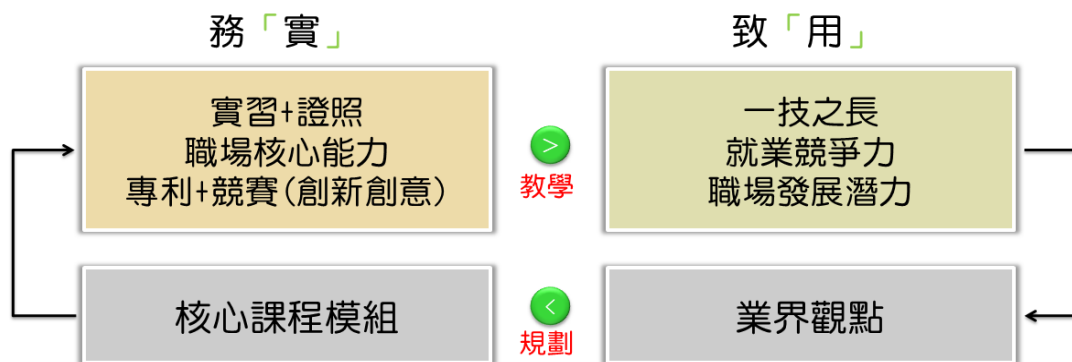 務「實」
致「用」
實習+證照
職場核心能力
專利+競賽(創新創意)
>
教學
一技之長
就業競爭力
職場發展潛力
核心課程模組
<
規劃
業界觀點